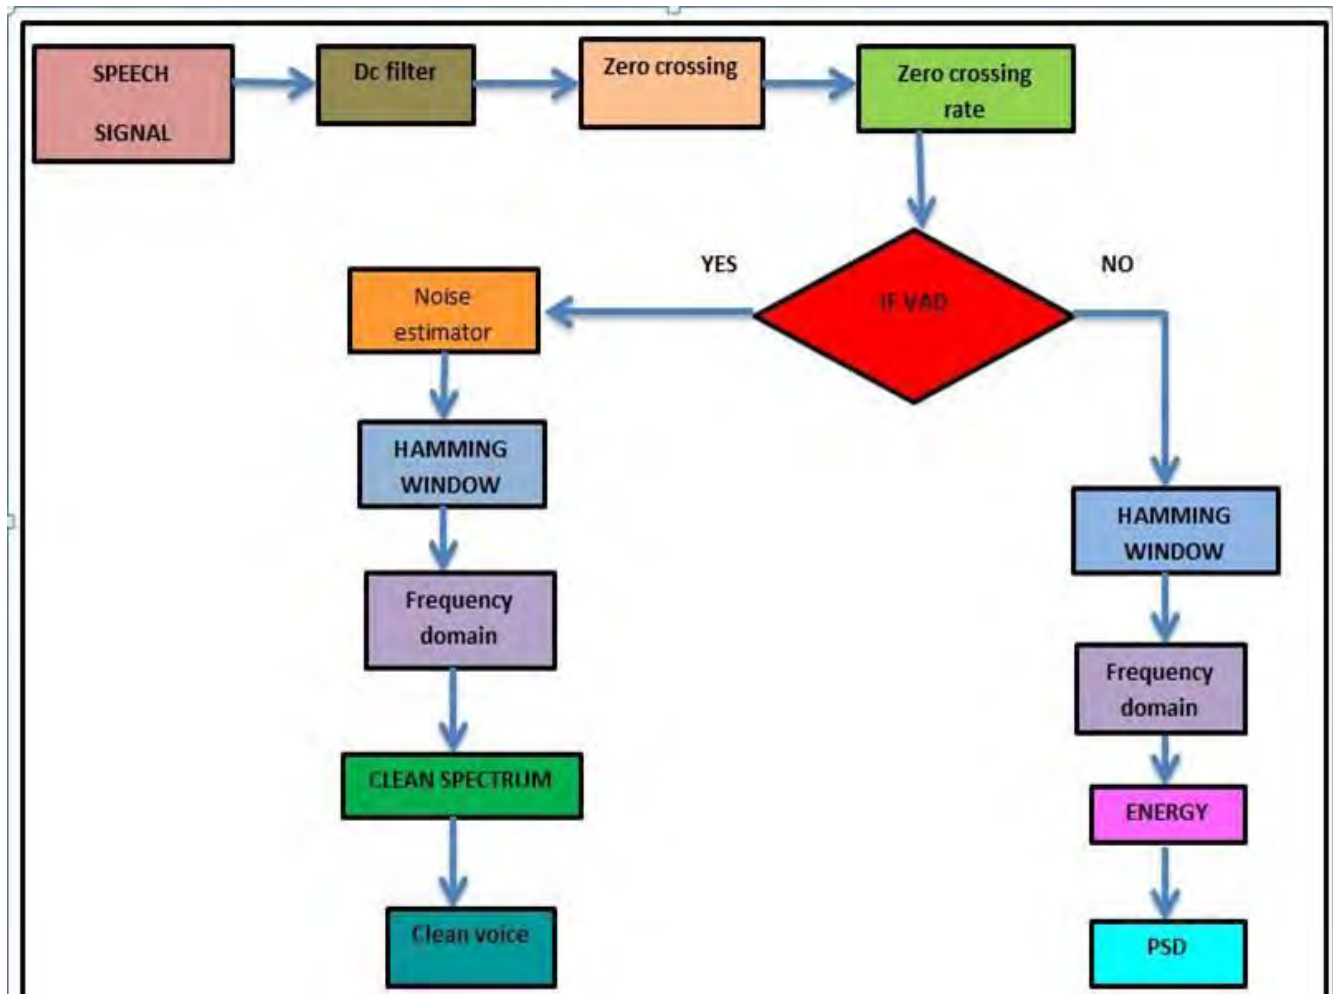 SPEECH
SIGNAL
Dc filter
Zero crossing
Zero crossing
rate
YES
NO
IF VAD
Noise
estimator
HAMMING
WINDOW
HAMMING
WINDOW
Frequency
domain
Frequency
domain
CLEAN SPECTRUM
ENERGY
Clean voice
PSD